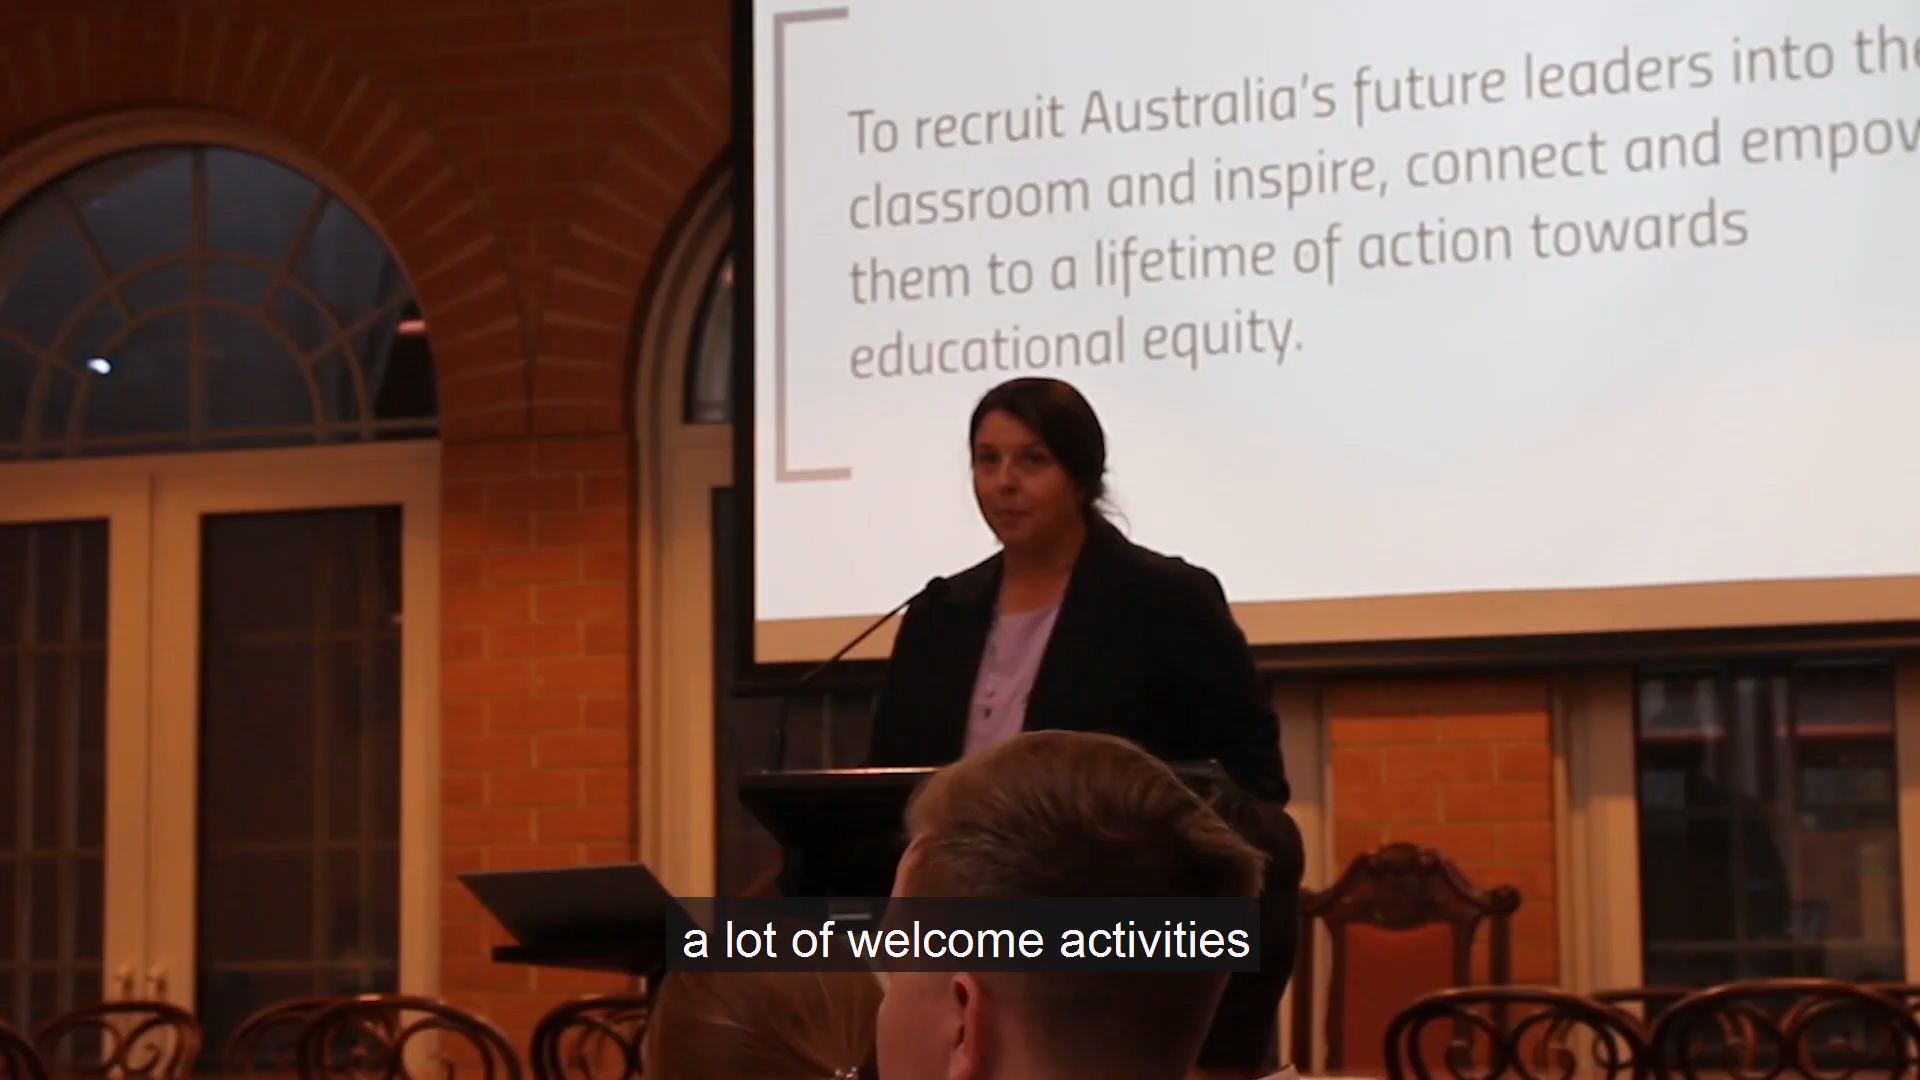 To recruit Australia's future leaders into the
classroom and inspire, connect and
them to a lifetime of action towards
educational equity.
a lot of welcome activities